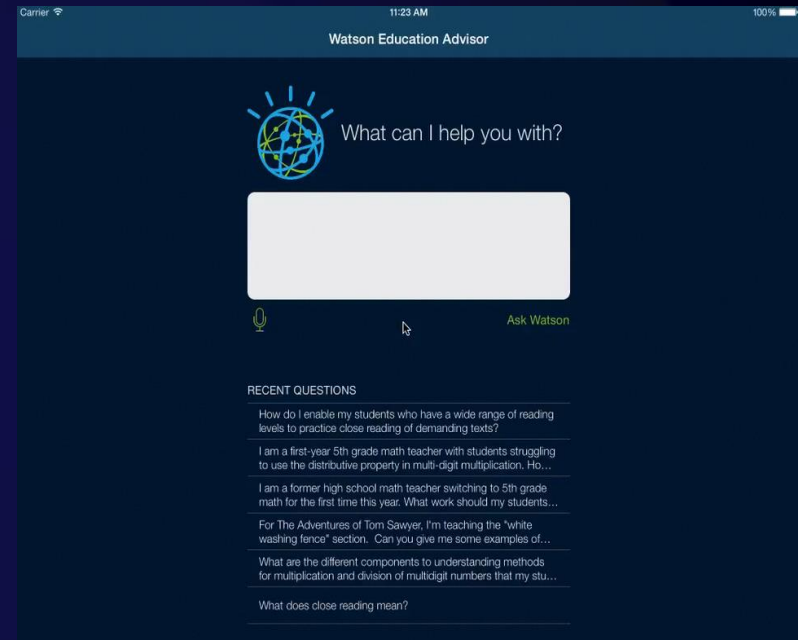 Carrier
11:23 AM
100%
Watson Education Advisor
What can I help you with?
Ask Watson
RECENT QUESTIONS
How do I enable my students who have a wide range of reading
levels to practice close reading of demanding texts?
I am a first-year 5th grade math teacher with students struggling
to use the distributive property in multi-digit multiplication. Ho...
I am a former high school math teacher switching to 5th grade
math for the first time this year. What work should my students...
For The Adventures of Tom Sawyer, I'm teaching the "white
washing fence" section. Can you give me some examples of...
What are the different components to understanding methods
for multiplication and division of multidigit numbers that my stu...
What does close reading mean?